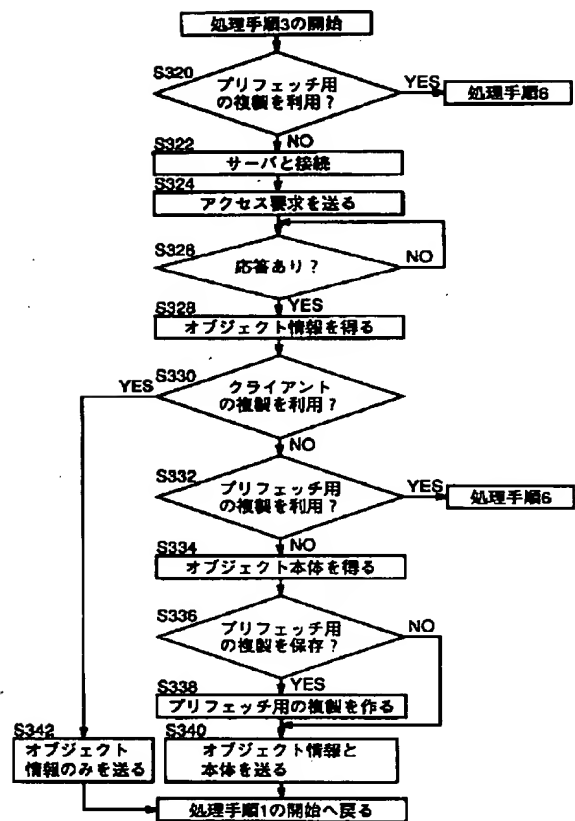 処理手順3の開始
S320
プリフェッチ用
の複製を利用？
YES
処理手順6
NO
S322
サーバと接続
S324
アクセス要求を送る
S328
応答あり？
NO
YES
S328
オブジェクト情報を得る
S330
クライアント
の複製を利用？
YES
NO
S332
プリフェッチ用
の複製を利用？
YES
処理手順6
NO
S334
オブジェクト本体を得る
S336
プリフェッチ用
の複製を保存？
NO
YES
S338
プリフェッチ用の複製を作る
S342
オブジェクト
情報のみを送る
S340
オブジェクト情報と
本体を送る
処理手順1の開始へ戻る